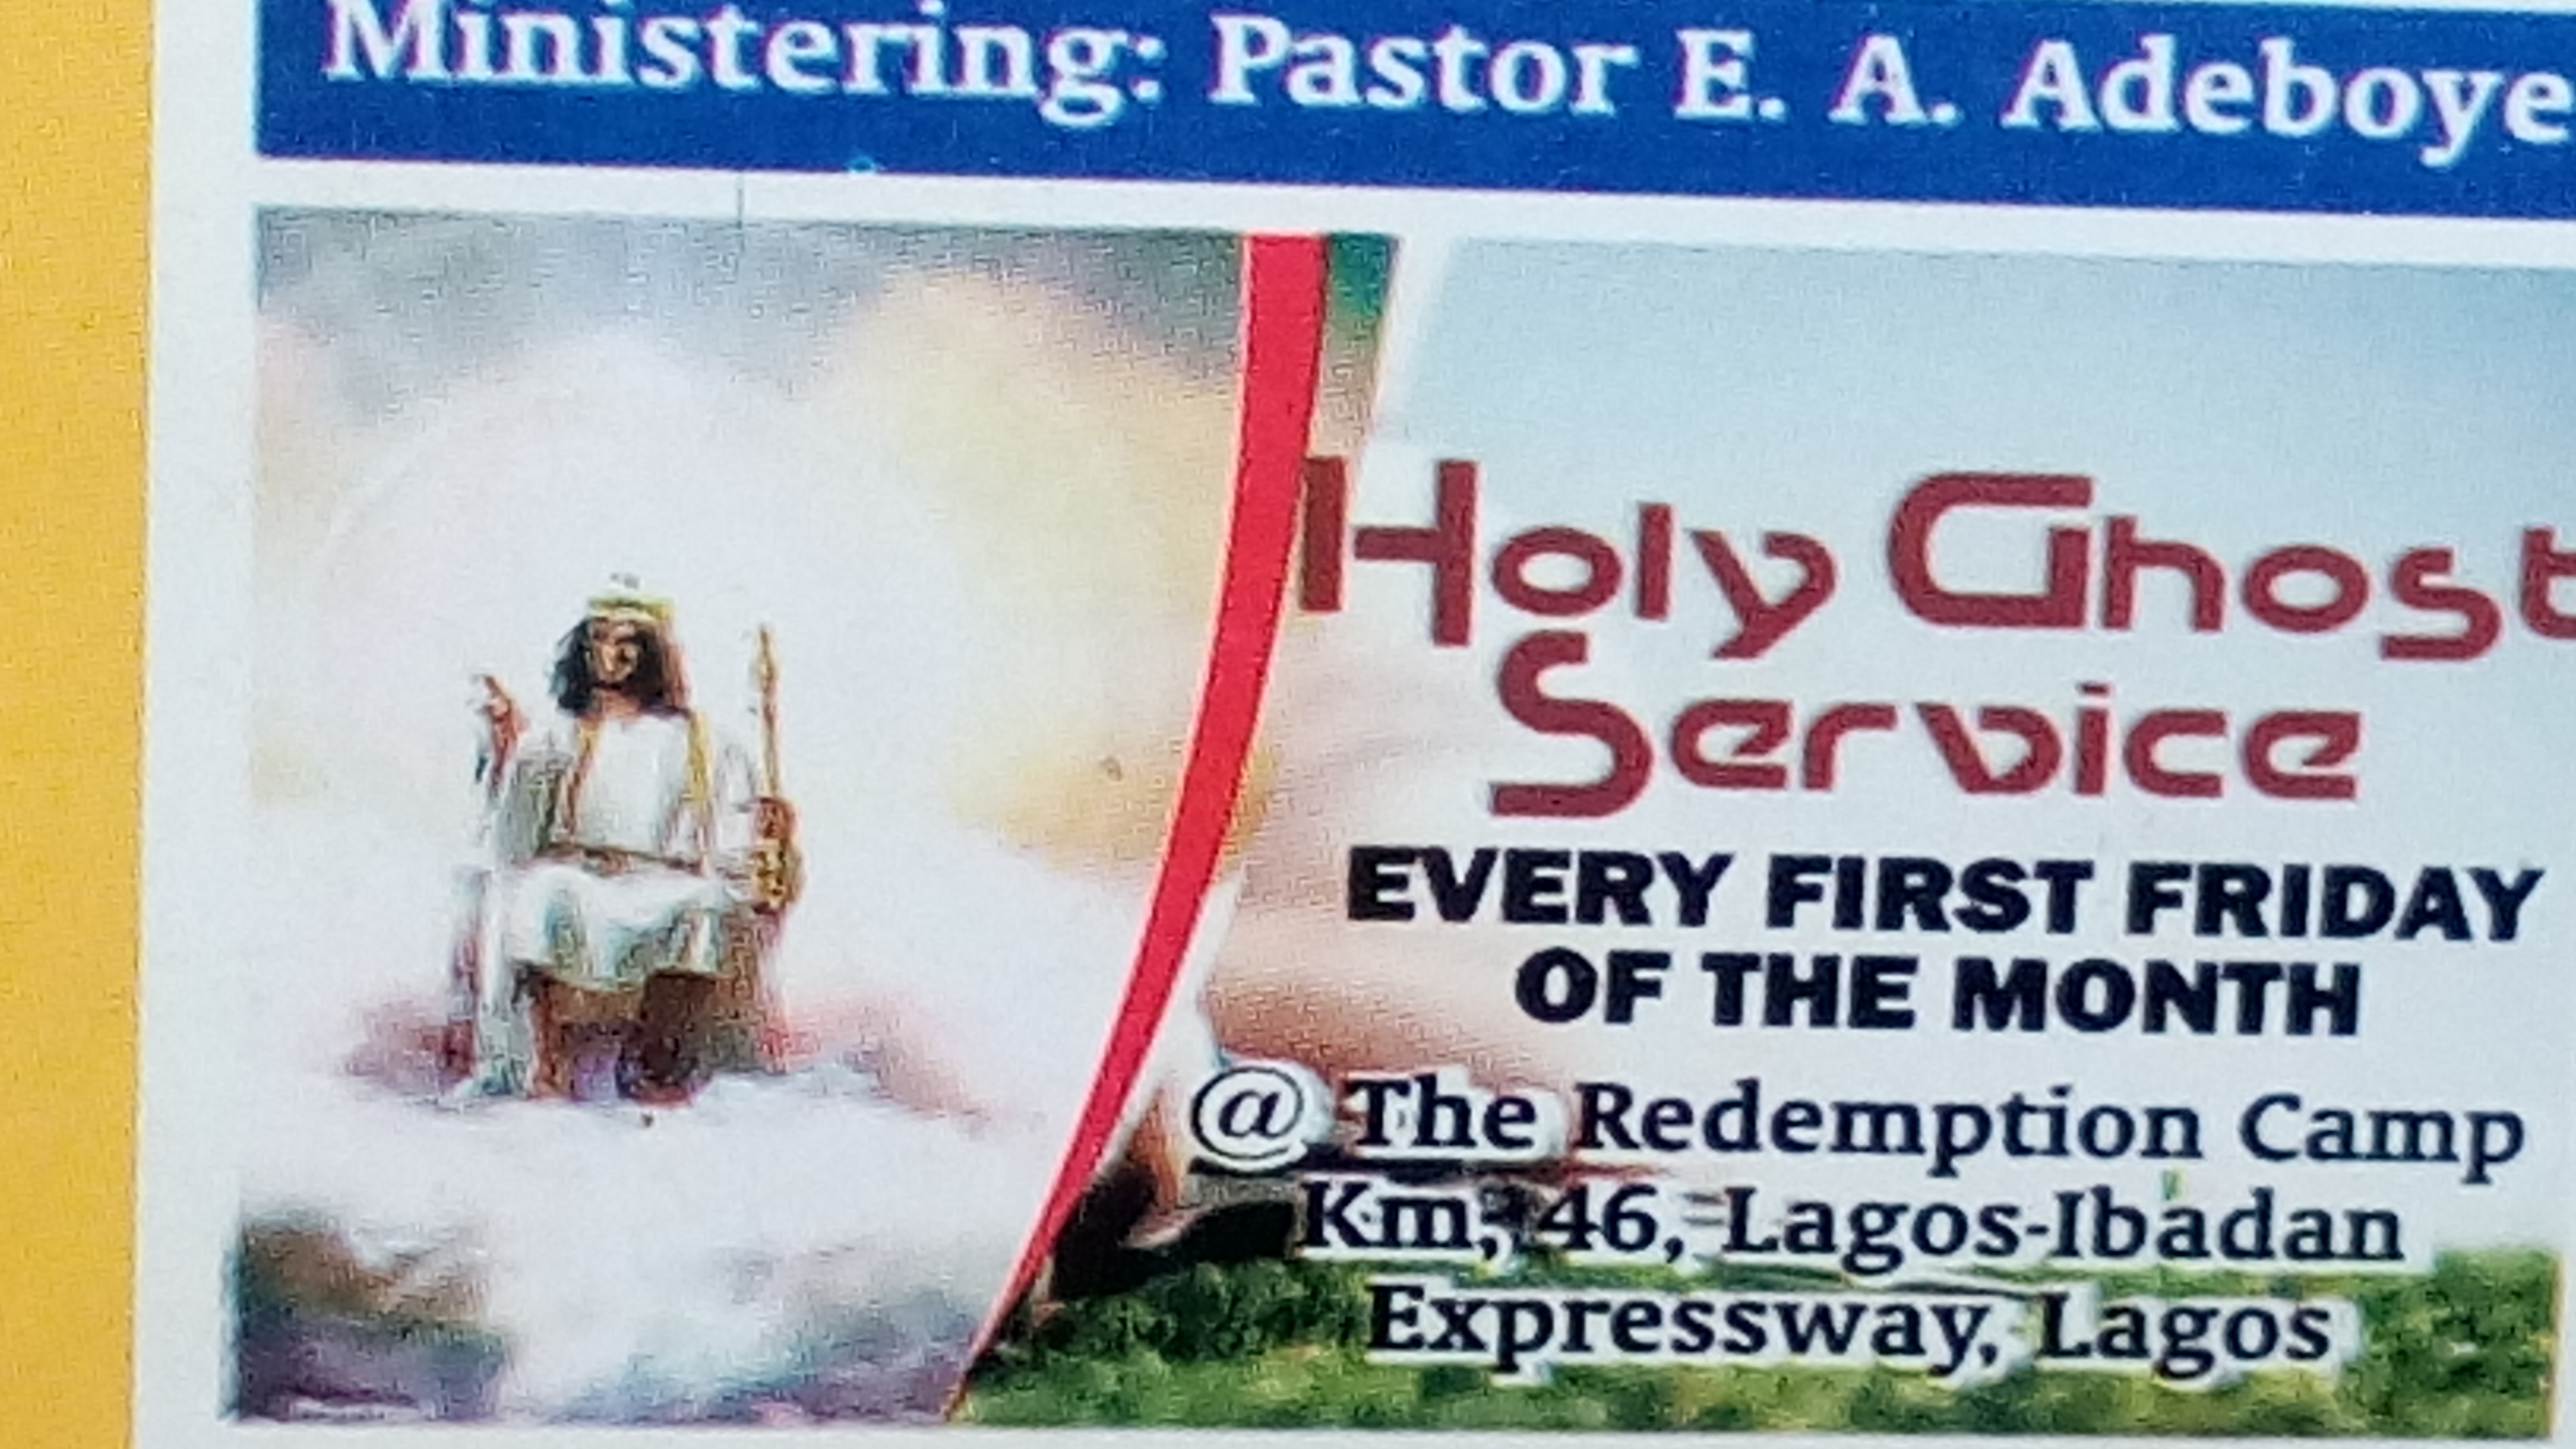 Ministering: Pastor E. A. Adeboye
Holy Ghost
Service
EVERY FIRST FRIDAY
OF THE MONTH
@ The Redemption Camp
Km, 46, Lagos-Ibadan
Expressway, Lagos